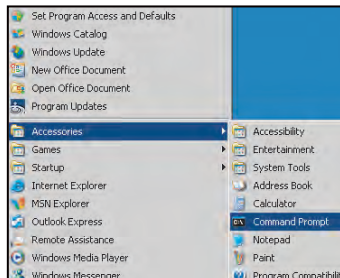 Set Program Access and Defaults
Windows Catalog
Windows Update
New Office Document
Open Office Document
Program Updates
Accessories
Games
Startup
Internet Explorer
MSN Explorer
Outlook Express
Remote Assistance
Windows Media Player
Windows Messenger
Accessibility
Entertainment
System Tools
Address Book
Calculator
Command Prompt
Notepad
Paint
Program Compatibili